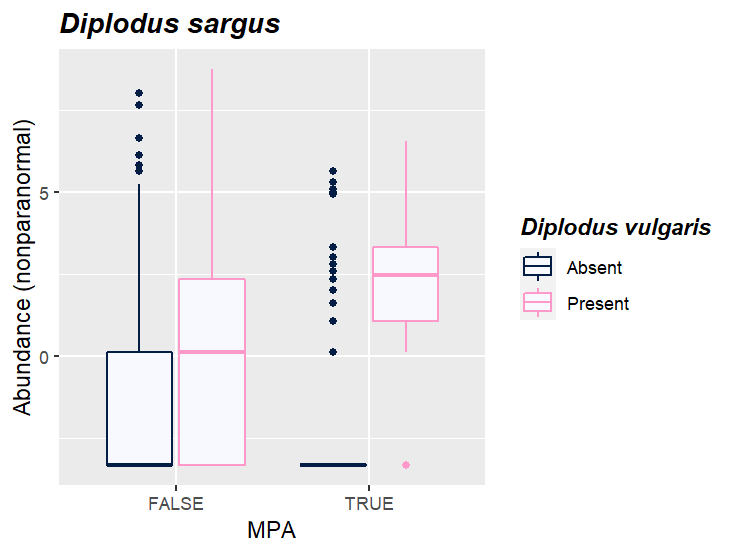 Diplodus sargus
Abundance (nonparanormal)
5
0
FALSE
TRUE
MPA
Diplodus vulgaris
Absent
Present